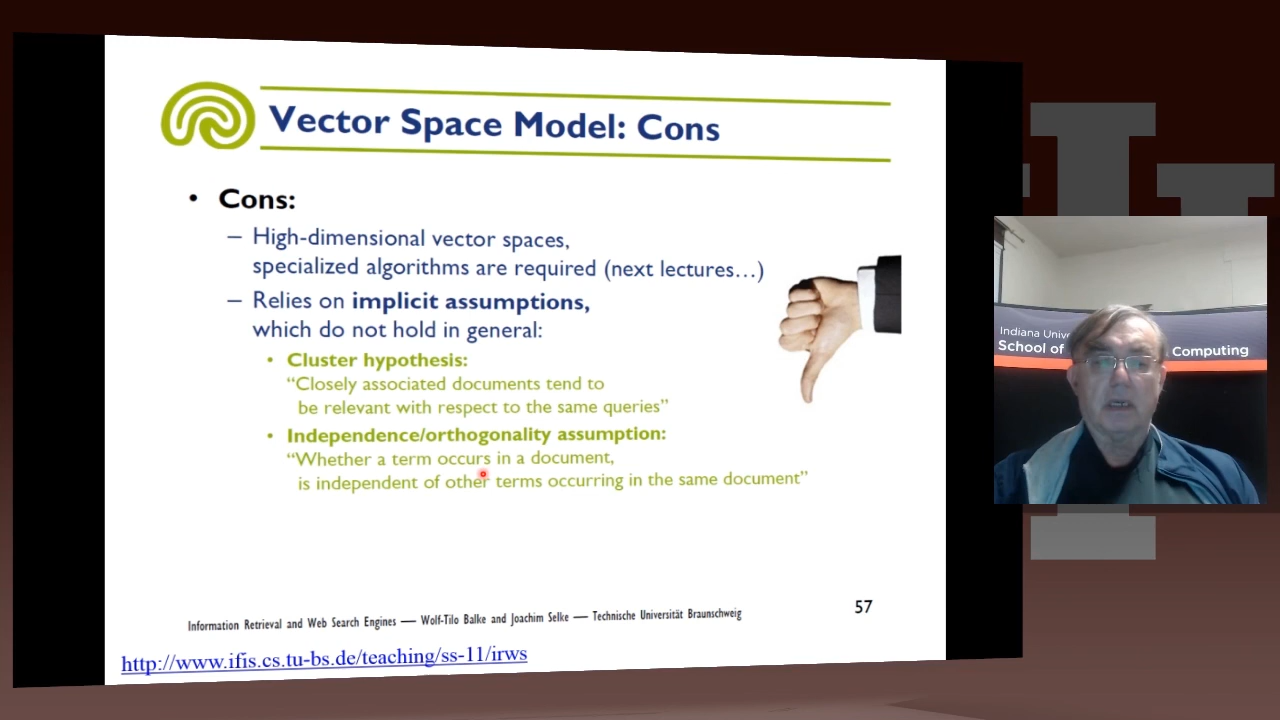 Vector Space Model: Cons
• Cons:
– High-dimensional vector spaces,
specialized algorithms are required (next lectures...)
– Relies on implicit assumptions,
which do not hold in general:
• Cluster hypothesis:
“Closely associated documents tend to
be relevant with respect to the same queries”
• Independence/orthogonality assumption:
“Whether a term occurs in a document,
is independent of other terms occurring in the same document”
57
Information Retrieval and Web Search Engines — Wolf-Tilo Balke and Joachim Selke — Technische Universität Braunschweig
http://www.ifis.cs.tu-bs.de/teaching/ss-11/irws
Indiana Unive
School of
Computing